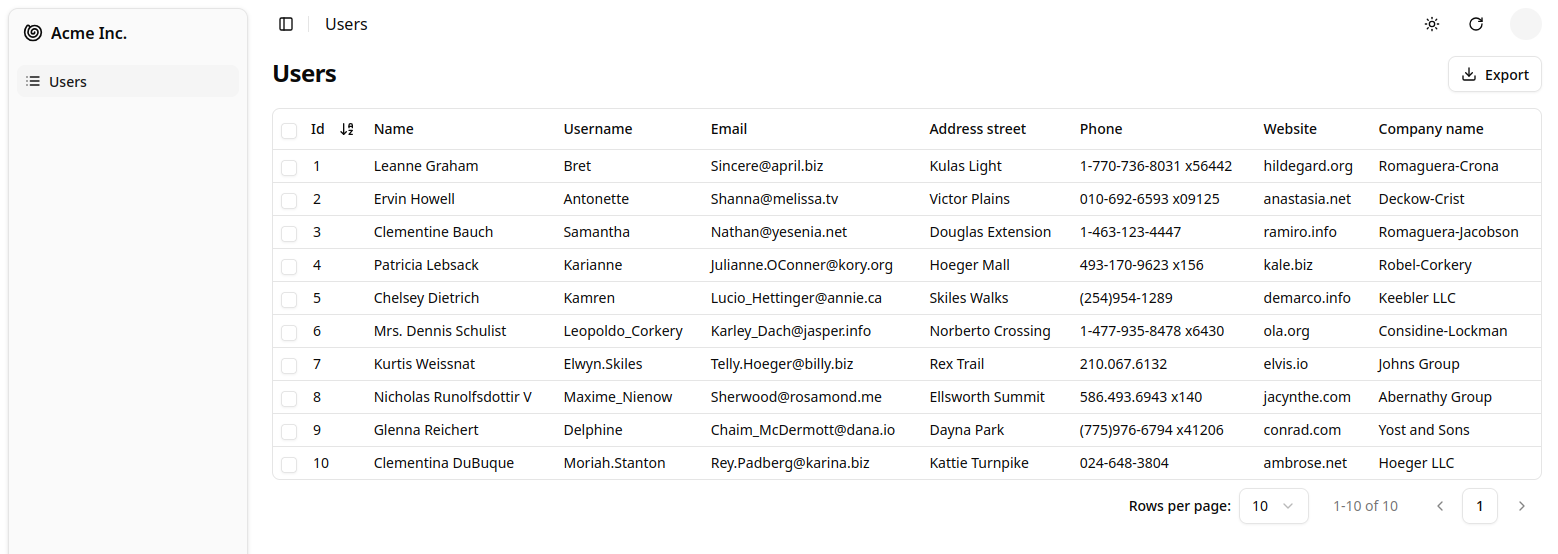 Acme Inc.
Users
Users
Users
Export
Id Name Username Email Address street Phone Website Company name
1 Leanne Graham Bret Sincere@april.biz Kulas Light 1-770-736-8031 x56442 hildegard.org Romaguera-Crona
2 Ervin Howell Antonette Shanna@melissa.tv Victor Plains 010-692-6593 x09125 anastasia.net Deckow-Crist
3 Clementine Bauch Samantha Nathan@yesenia.net Douglas Extension 1-463-123-4447 ramiro.info Romaguera-Jacobson
4 Patricia Lebsack Karianne Julianne.OConner@kory.org Hoeger Mall 493-170-9623 x156 kale.biz Robel-Corkery
5 Chelsey Dietrich Kamren Lucio_Hettinger@annie.ca Skiles Walks (254)954-1289 demarco.info Keebler LLC
6 Mrs. Dennis Schulist Leopoldo_Corkery Karley_Dach@jasper.info Norberto Crossing 1-477-935-8478 x6430 ola.org Considine-Lockman
7 Kurtis Weissnat Elwyn.Skiles Telly.Hoeger@billy.biz Rex Trail 210.067.6132 elvis.io Johns Group
8 Nicholas Runolfsdottir V Maxime_Nienow Sherwood@rosamond.me Ellsworth Summit 586.493.6943 x140 jacynthe.com Abernathy Group
9 Glenna Reichert Delphine Chaim_McDermott@dana.io Dayna Park (775)976-6794 x41206 conrad.com Yost and Sons
10 Clementina DuBuque Moriah.Stanton Rey.Padberg@karina.biz Kattie Turnpike 024-648-3804 ambrose.net Hoeger LLC
Rows per page: 10 1-10 of 10 1